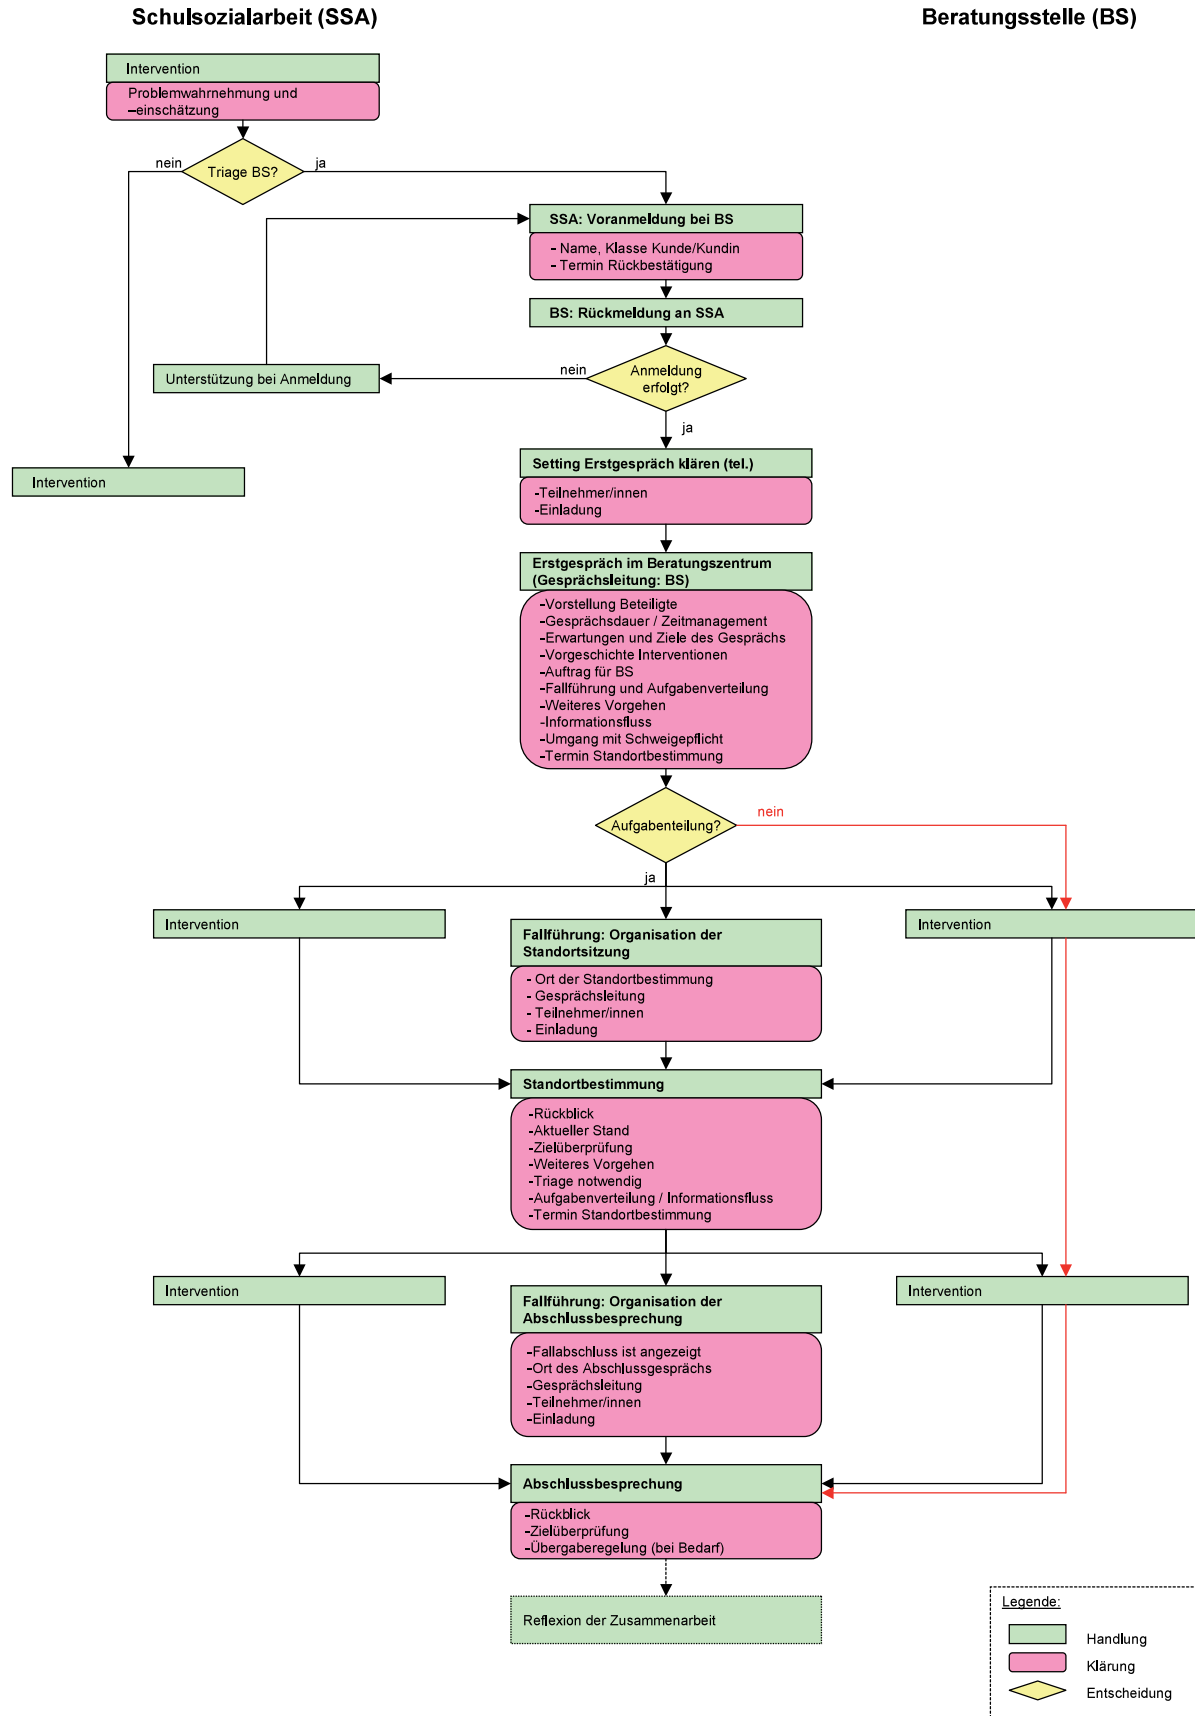 Schulsozialarbeit (SSA)
Beratungsstelle (BS)
Intervention
Problemwahrnehmung und
–einschätzung
nein
Triage BS?
ja
SSA: Voranmeldung bei BS
- Name, Klasse Kunde/Kundin
- Termin Rückbestätigung
BS: Rückmeldung an SSA
Unterstützung bei Anmeldung
nein
Anmeldung
erfolgt?
ja
Intervention
Setting Erstgespräch klären (tel.)
-Teilnehmer/innen
-Einladung
Erstgespräch im Beratungszentrum
(Gesprächsleitung: BS)
-Vorstellung Beteiligte
-Gesprächsdauer / Zeitmanagement
-Erwartungen und Ziele des Gesprächs
-Vorgeschichte Interventionen
-Auftrag für BS
-Fallführung und Aufgabenverteilung
-Weiteres Vorgehen
-Informationsfluss
-Umgang mit Schweigepflicht
-Termin Standortbestimmung
Aufgabenteilung?
nein
ja
Intervention
Fallführung: Organisation der
Standortsitzung
Intervention
- Ort der Standortbestimmung
- Gesprächsleitung
- Teilnehmer/innen
- Einladung
Standortbestimmung
-Rückblick
-Aktueller Stand
-Zielüberprüfung
-Weiteres Vorgehen
-Triage notwendig
-Aufgabenverteilung / Informationsfluss
-Termin Standortbestimmung
Intervention
Fallführung: Organisation der
Abschlussbesprechung
Intervention
-Fallabschluss ist angezeigt
-Ort des Abschlussgesprächs
-Gesprächsleitung
-Teilnehmer/innen
-Einladung
Abschlussbesprechung
-Rückblick
-Zielüberprüfung
-Übergaberegelung (bei Bedarf)
Reflexion der Zusammenarbeit
Legende:
Handlung
Klärung
Entscheidung